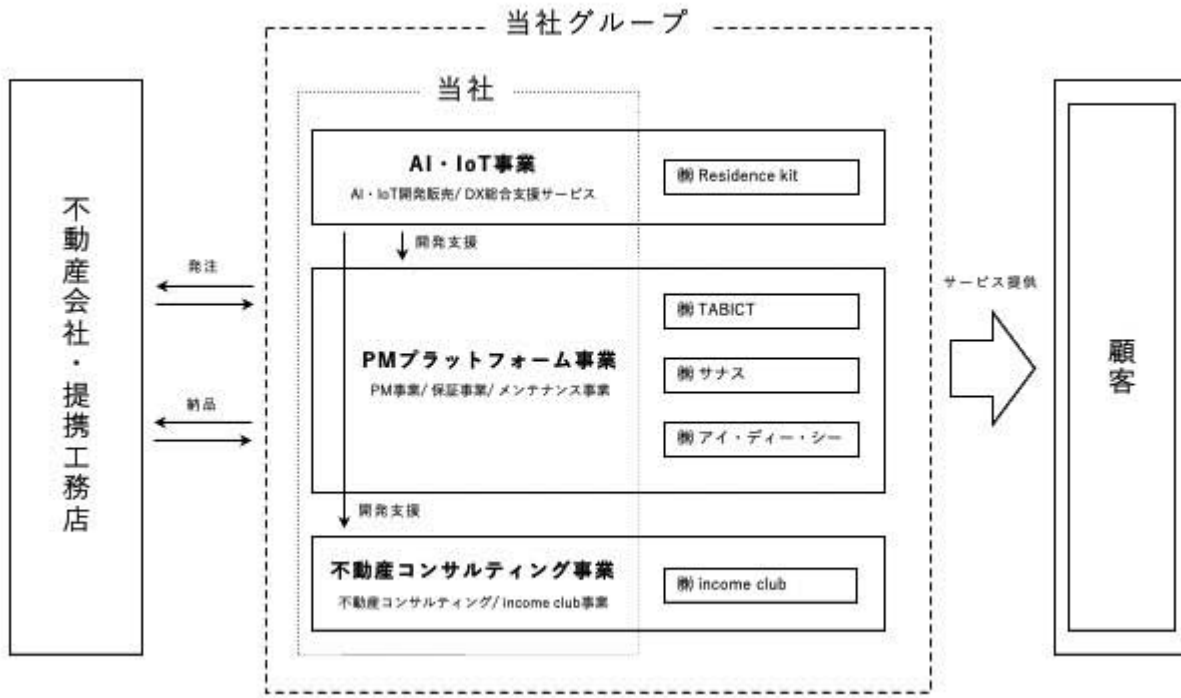 当社グループ
当社
不動産会社・提携工務店
発注
納品
AI・IoT事業
AI・IoT開発販売/ DX総合支援サービス
㈱ Residence kit
開発支援
PMプラットフォーム事業
PM事業/ 保証事業/ メンテナンス事業
㈱ TABICT
㈱ サナス
㈱ アイ・ディー・シー
開発支援
不動産コンサルティング事業
不動産コンサルティング/ income club事業
㈱ income club
サービス提供
顧客